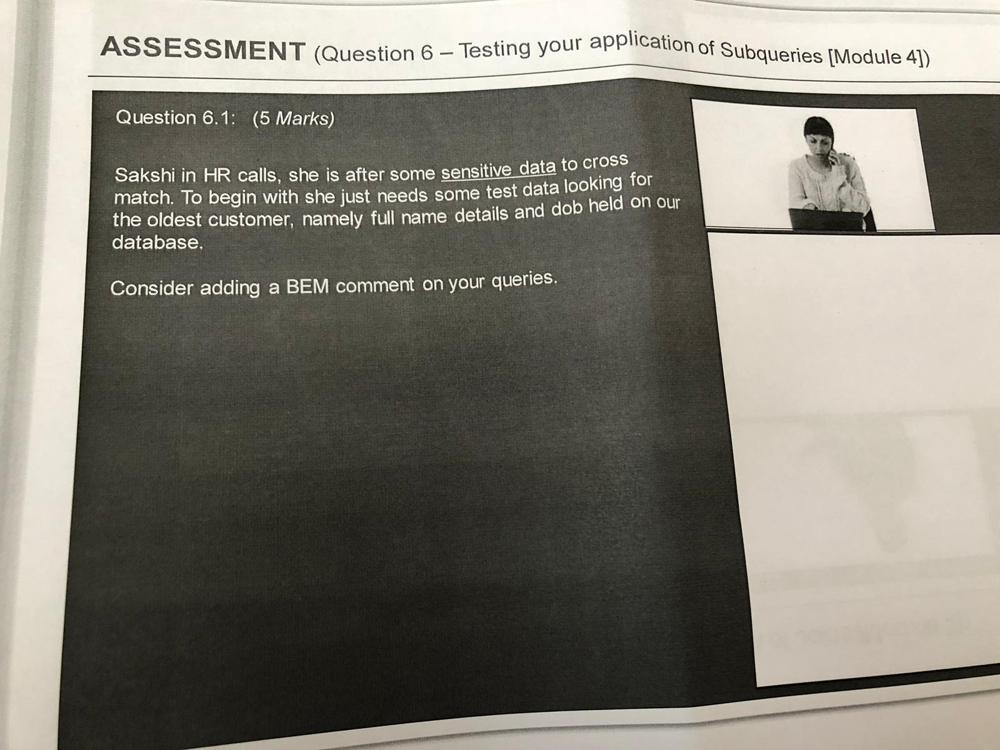 ASSESSMENT (Question 6 – Testing your application of Subqueries [Module 4])
Question 6.1: (5 Marks)
Sakshi in HR calls, she is after some sensitive data to cross
match. To begin with she just needs some test data looking for
the oldest customer, namely full name details and dob held on our
database.
Consider adding a BEM comment on your queries.